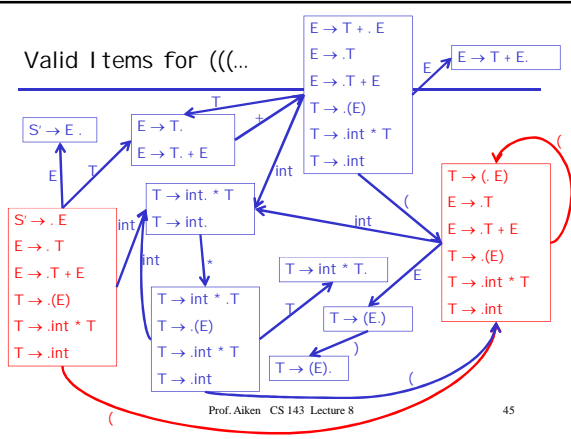 Valid Items for (((…
E → T + . E
E → .T
E → .T + E
T → .(E)
T → .int * T
T → .int
E
E → T + E.
S′ → E .
T
E → T.
E → T. + E
+
E
T
int
int
T → int. * T
T → int.
int
(
(
T → (. E)
E → .T
E → .T + E
T → .(E)
T → .int * T
T → .int
S′ → . E
E → . T
E → .T + E
T → .(E)
T → .int * T
T → .int
int
*
T → int * .T
T → .(E)
T → .int * T
T → .int
T → int * T.
T
E
T → (E.)
)
T → (E).
(
(
Prof. Aiken CS 143 Lecture 8
45